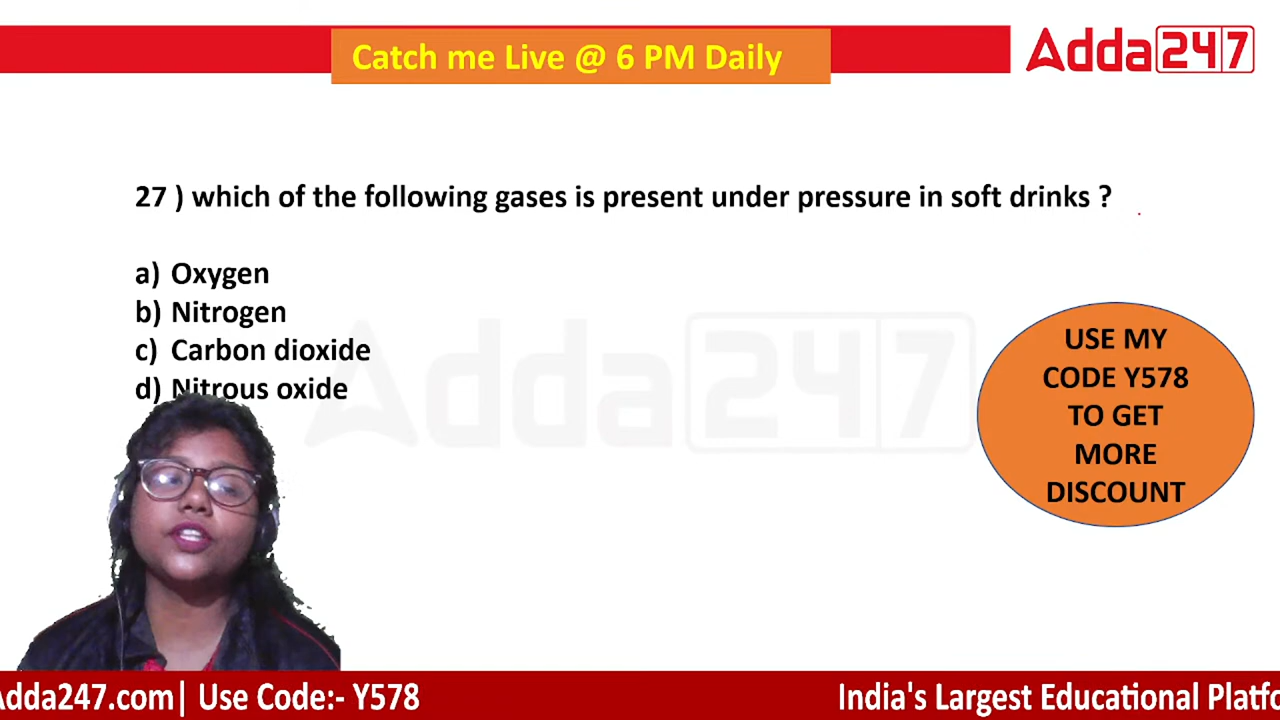 Catch me Live @ 6 PM Daily
Adda247
27 ) which of the following gases is present under pressure in soft drinks ?
a) Oxygen
b) Nitrogen
c) Carbon dioxide
d) Nitrous oxide
Adda247
USE MY
CODE Y578
TO GET
MORE
DISCOUNT
Adda247.com| Use Code:- Y578
India's Largest Educational Platfo